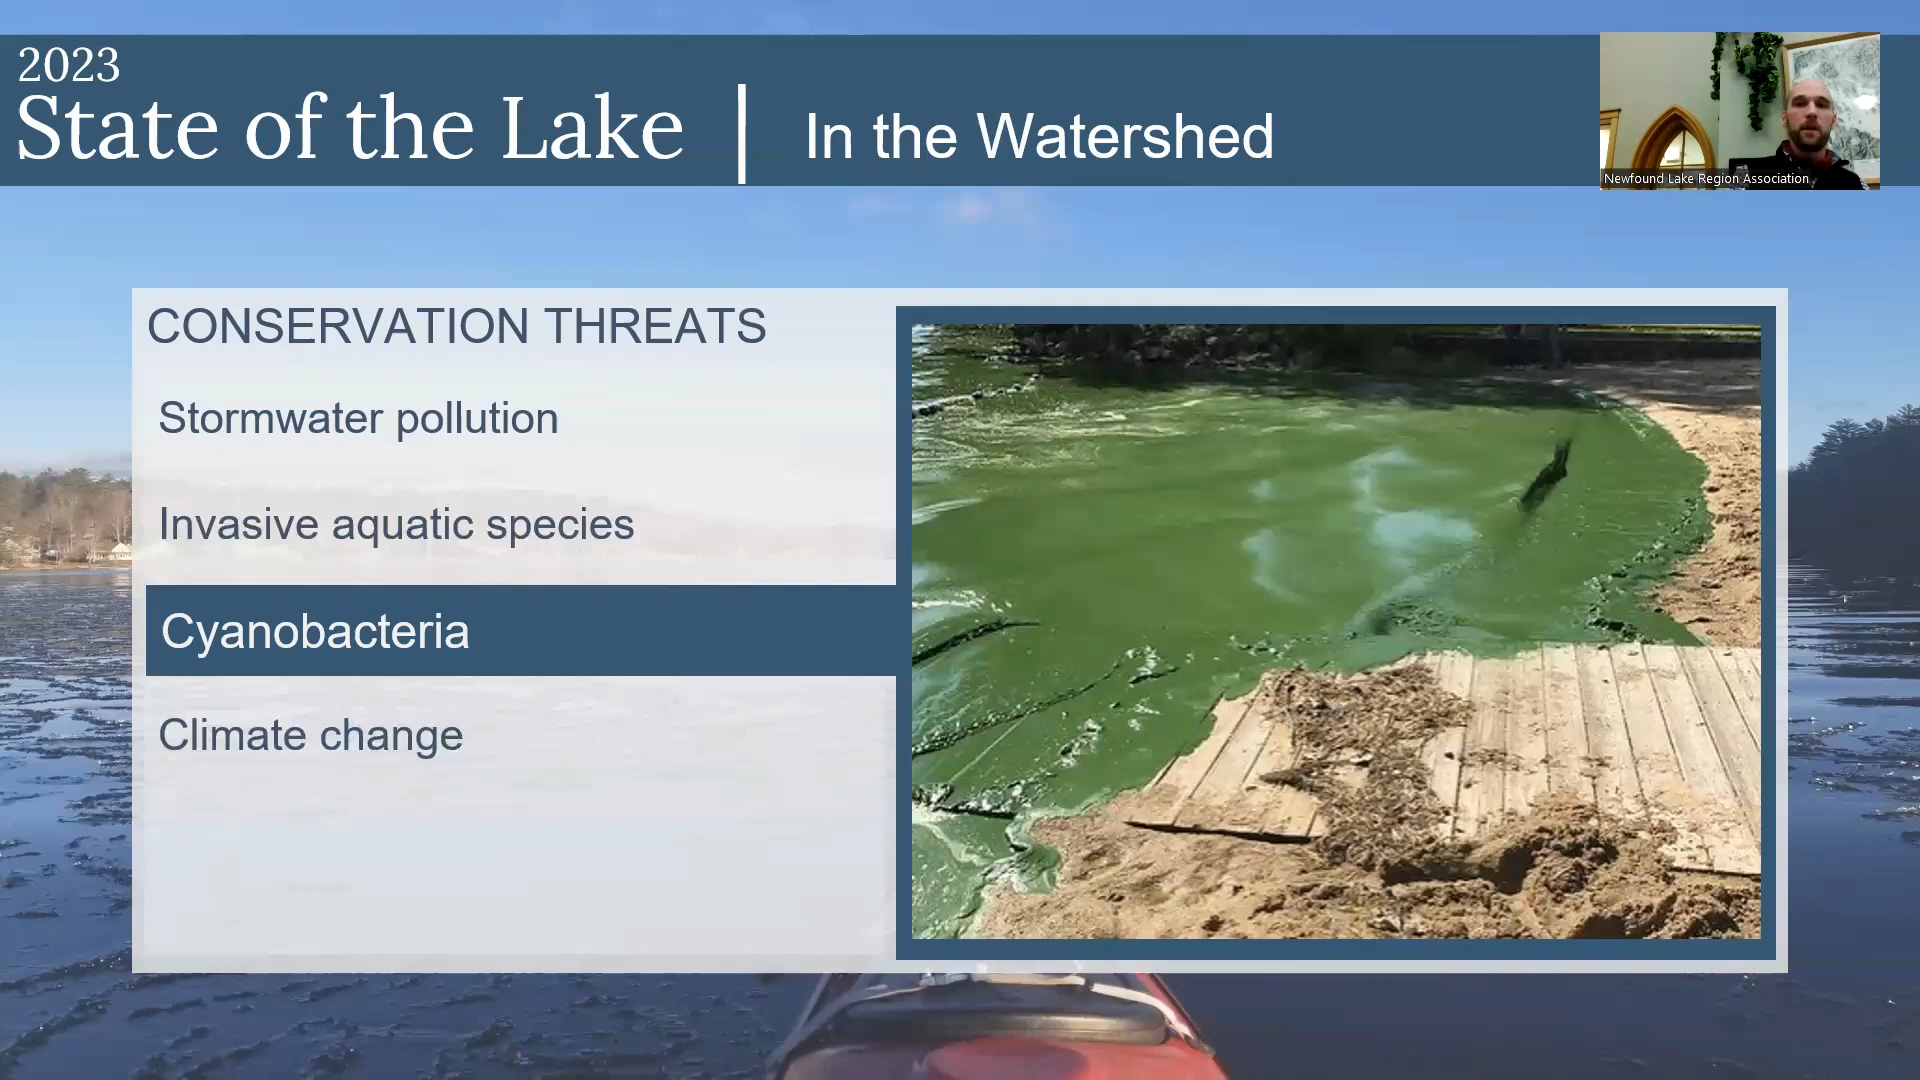 2023
State of the Lake | In the Watershed
Newfound Lake Region Association
CONSERVATION THREATS
Stormwater pollution
Invasive aquatic species
Cyanobacteria
Climate change